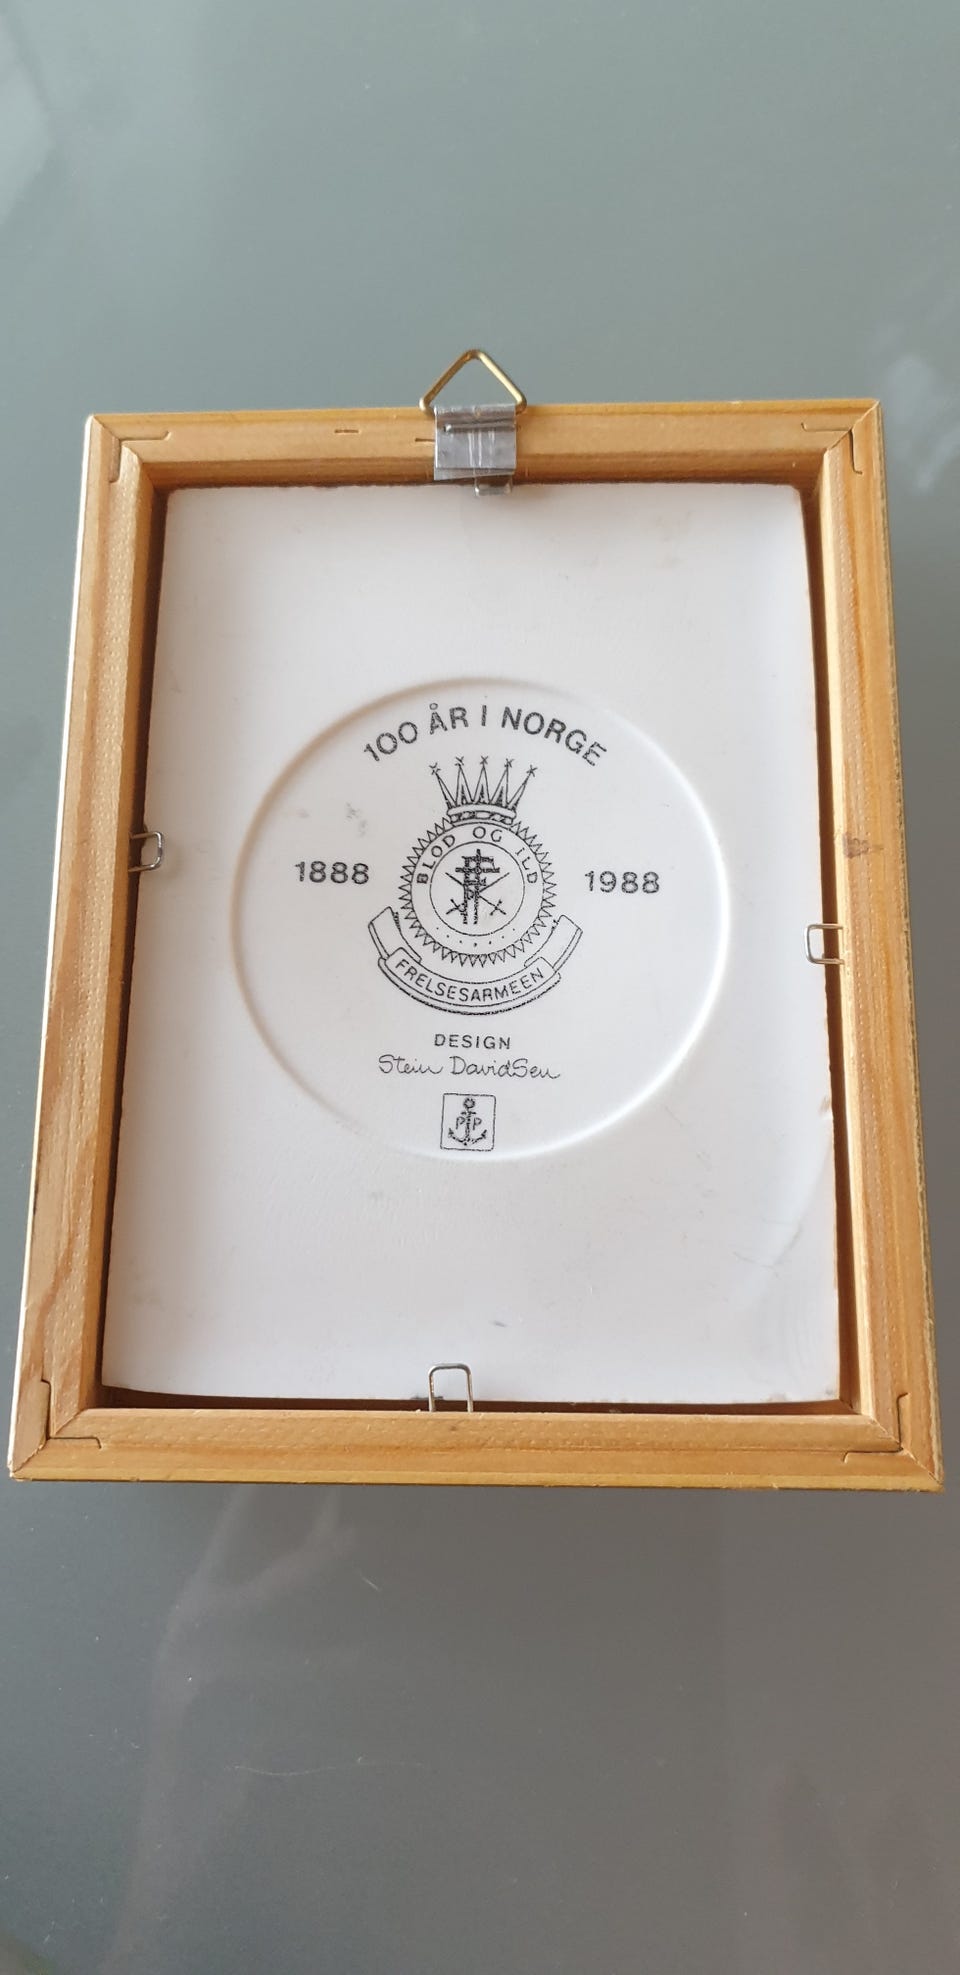 100 ÅR I NORGE
BLOD OG ILD
1888 1988
FRELSESARMEEN
DESIGN
Stein DavidSen
P P